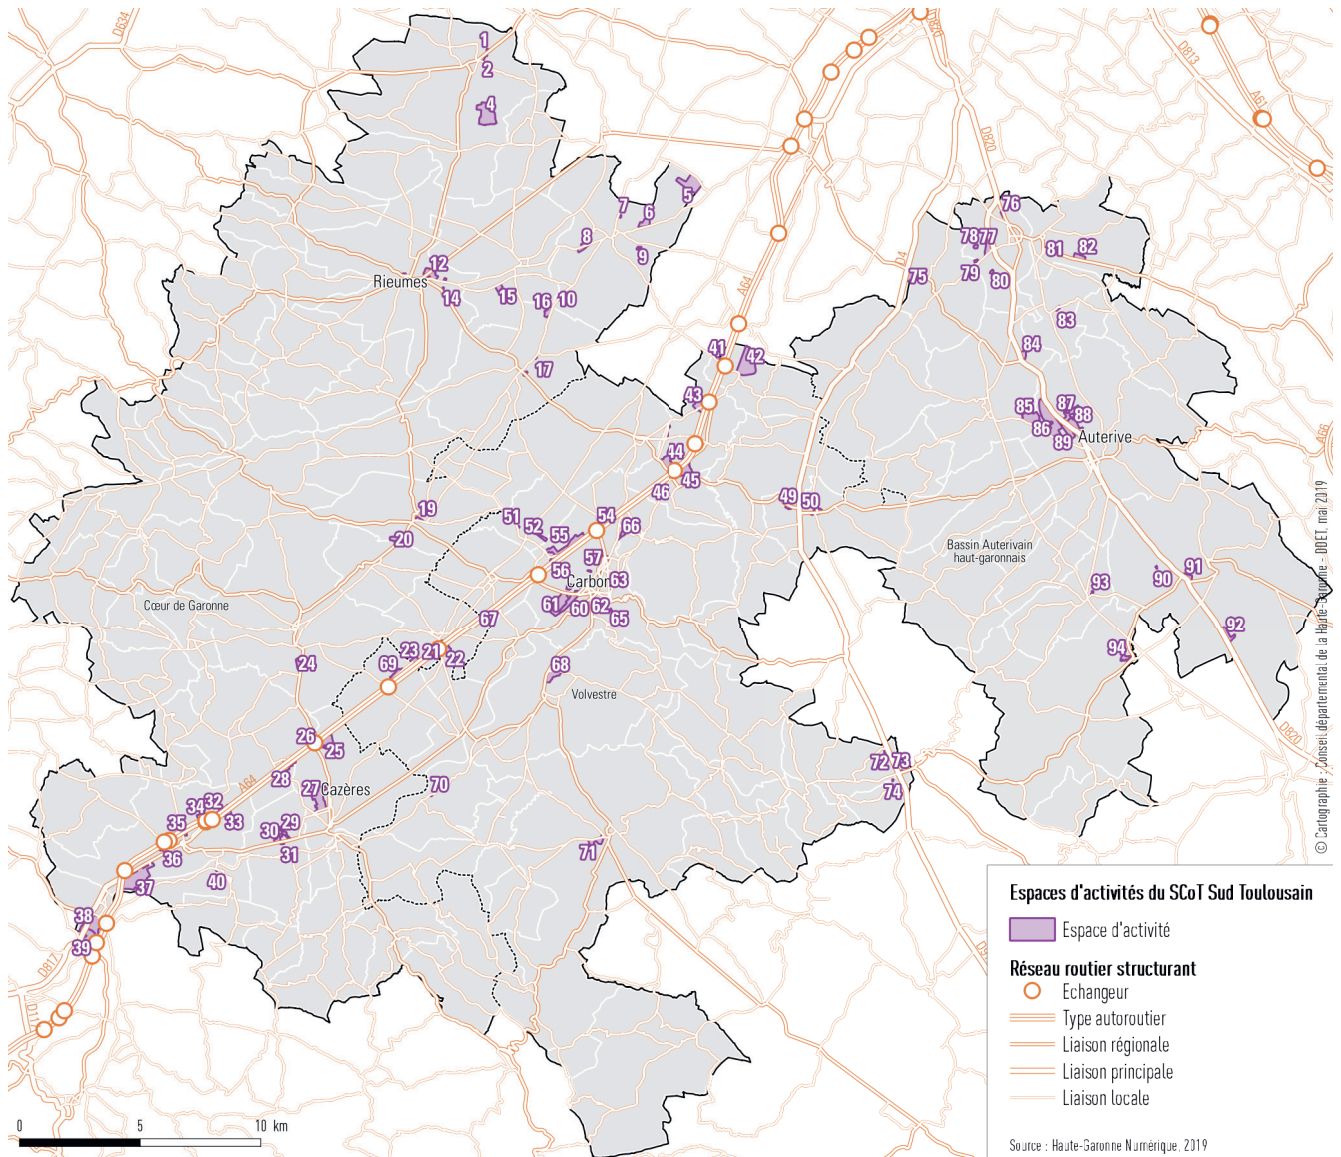 D634
D820
D813
A61
1
2
4
D820
5
7
6
76
8
9
78
77
81
82
12
Rieumes
14
15
16
10
A64
D4
75
79
80
83
41
42
84
17
43
85
87
88
86
89
Auterive
A66
44
45
46
49
50
19
20
51
52
55
54
66
Bassin Auterivain
haut-garonnais
57
56
Carbon
63
93
90
91
Cœur de Garonne
61
60
62
65
67
92
94
23
21
22
69
24
68
Volvestre
26
25
72
73
74
D820
A64
28
27
Cazères
70
34
32
35
33
30
29
31
36
71
37
40
38
39
D817
D9
D11
Espaces d'activités du SCoT Sud Toulousain
Espace d'activité
Réseau routier structurant
Echangeur
Type autoroutier
Liaison régionale
Liaison principale
Liaison locale
Source : Haute-Garonne Numérique, 2019
0 5 10 km
© Cartographie : Conseil départemental de la Haute-Garonne - DDET, mai 2019